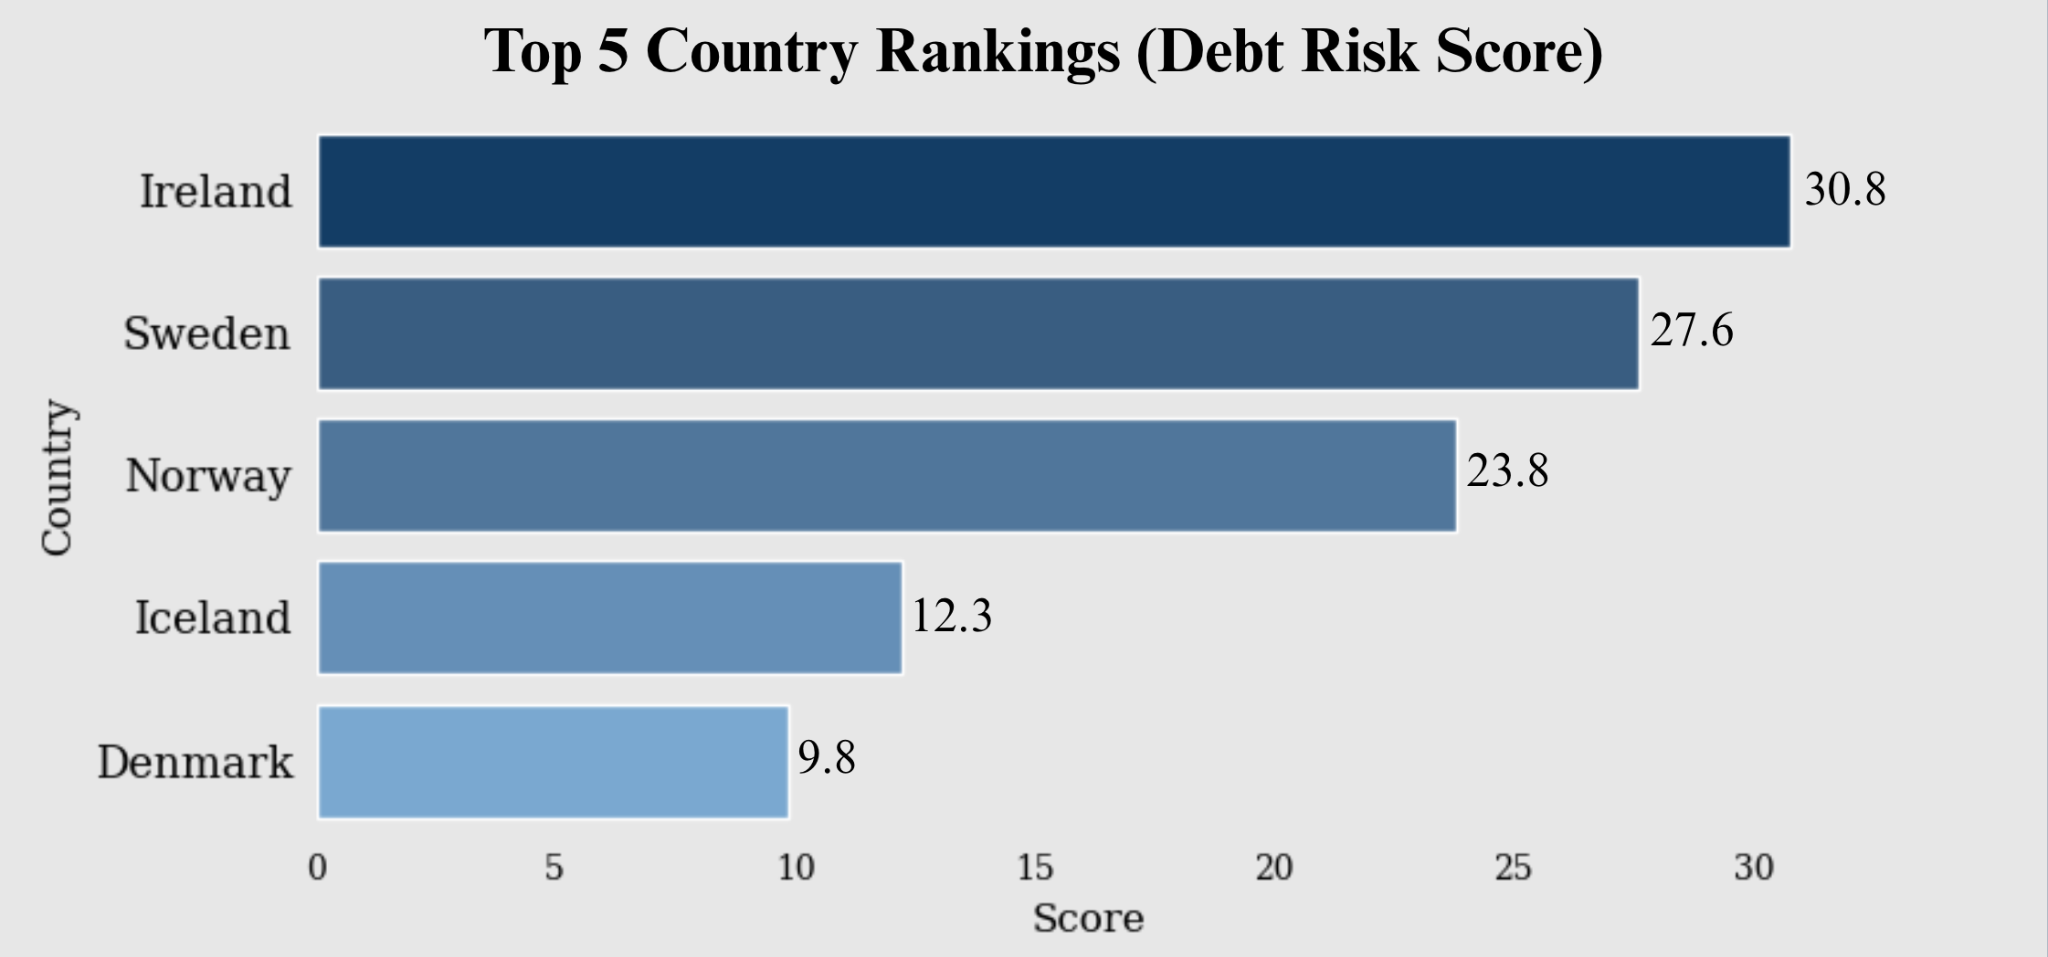 Top 5 Country Rankings (Debt Risk Score)
Ireland 30.8
Sweden 27.6
Norway 23.8
Iceland 12.3
Denmark 9.8
Country
0 5 10 15 20 25 30
Score